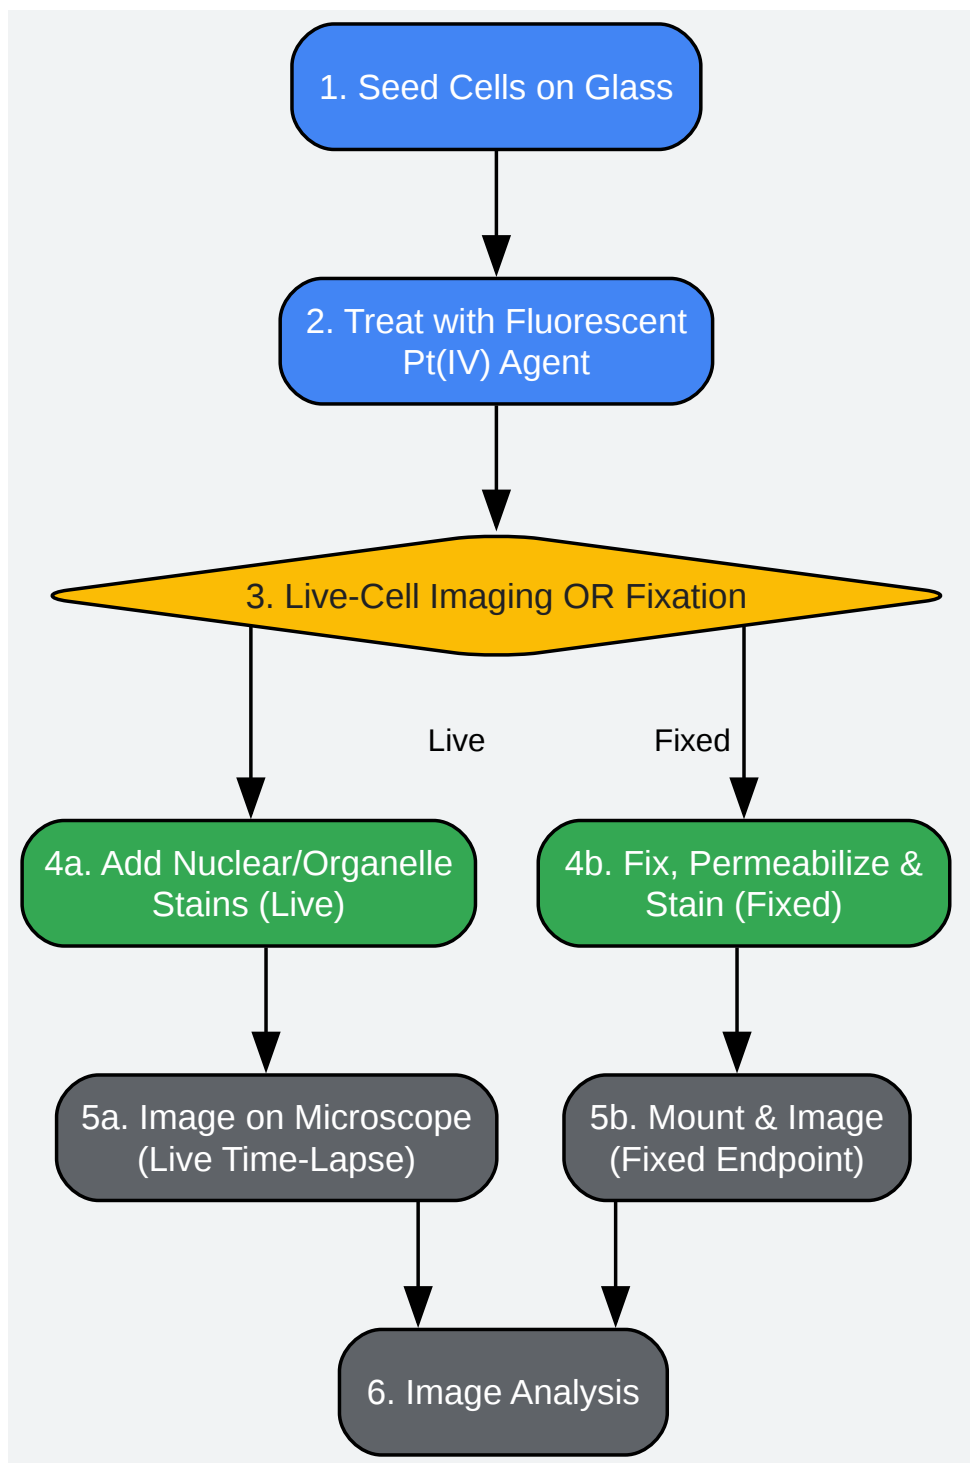 1. Seed Cells on Glass
2. Treat with Fluorescent
Pt(IV) Agent
3. Live-Cell Imaging OR Fixation
Live
Fixed
4a. Add Nuclear/Organelle
Stains (Live)
4b. Fix, Permeabilize &
Stain (Fixed)
5a. Image on Microscope
(Live Time-Lapse)
5b. Mount & Image
(Fixed Endpoint)
6. Image Analysis